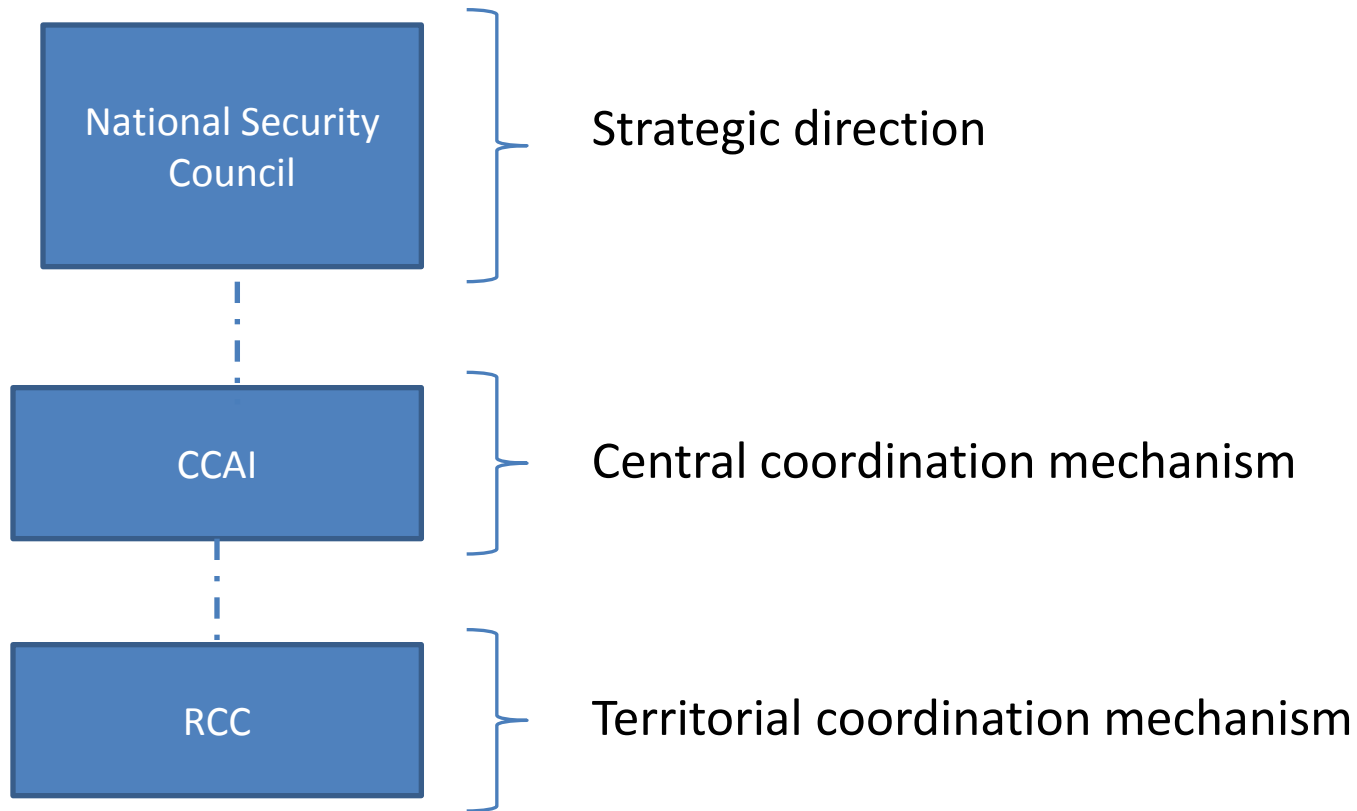 National Security
Council
Strategic direction
CCAI
Central coordination mechanism
RCC
Territorial coordination mechanism